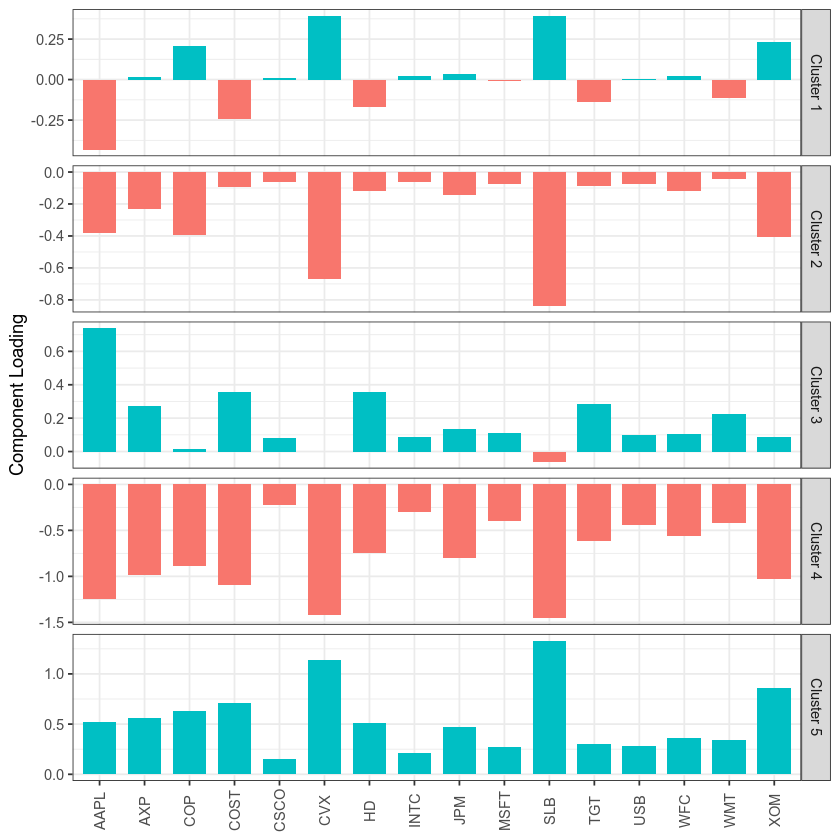 0.25
0.00
-0.25
Cluster 1
0.0
-0.2
-0.4
-0.6
-0.8
Cluster 2
0.6
0.4
0.2
0.0
Cluster 3
0.0
-0.5
-1.0
-1.5
Cluster 4
1.0
0.5
0.0
Cluster 5
Component Loading
AAPL
AXP
COP
COST
CSCO
CVX
HD
INTC
JPM
MSFT
SLB
TGT
USB
WFC
WMT
XOM